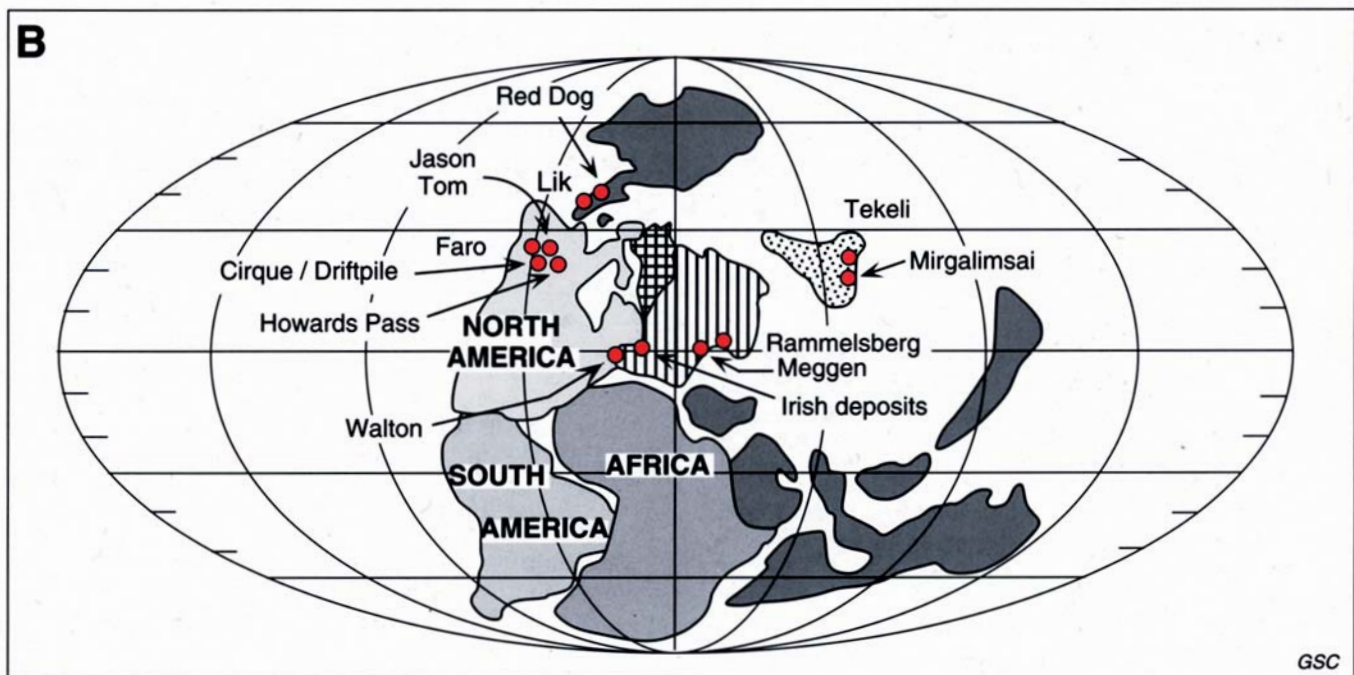 B
Red Dog
Jason
Tom
Lik
Tekeli
Faro
Mirgalimsai
Cirque / Driftpile
Howards Pass
NORTH
AMERICA
Rammelsberg
Meggen
Irish deposits
Walton
SOUTH
AFRICA
AMERICA
GSC